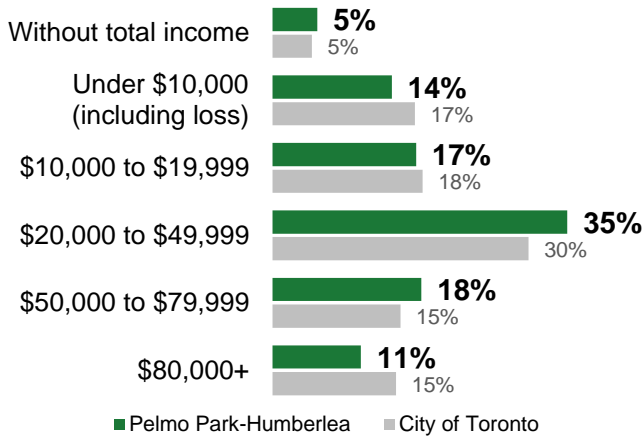 Without total income
5%
5%
Under $10,000
(including loss)
14%
17%
$10,000 to $19,999
17%
18%
$20,000 to $49,999
35%
30%
$50,000 to $79,999
18%
15%
$80,000+
11%
15%
Pelmo Park-Humberlea
City of Toronto